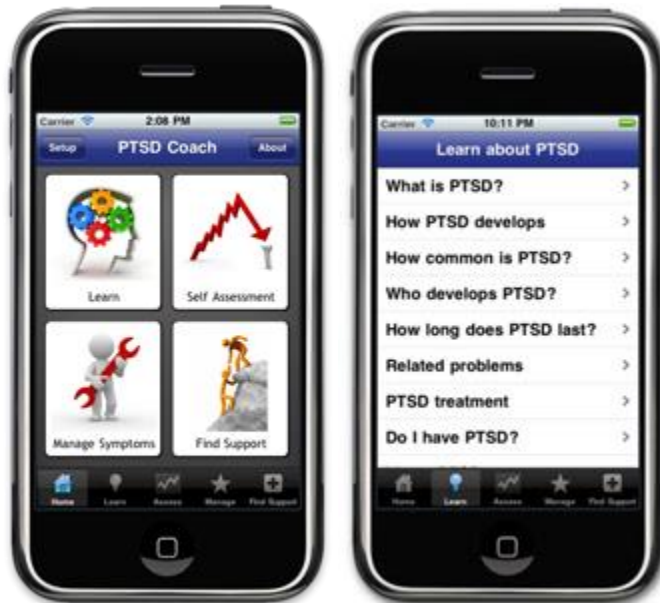 Carrier 2:08 PM
Setup PTSD Coach About
Learn Self Assessment
Manage Symptoms Find Support
Home Learn Assess Manage Find Support
Carrier 10:11 PM
Learn about PTSD
What is PTSD?
How PTSD develops
How common is PTSD?
Who develops PTSD?
How long does PTSD last?
Related problems
PTSD treatment
Do I have PTSD?
Home Learn Assess Manage Find Support